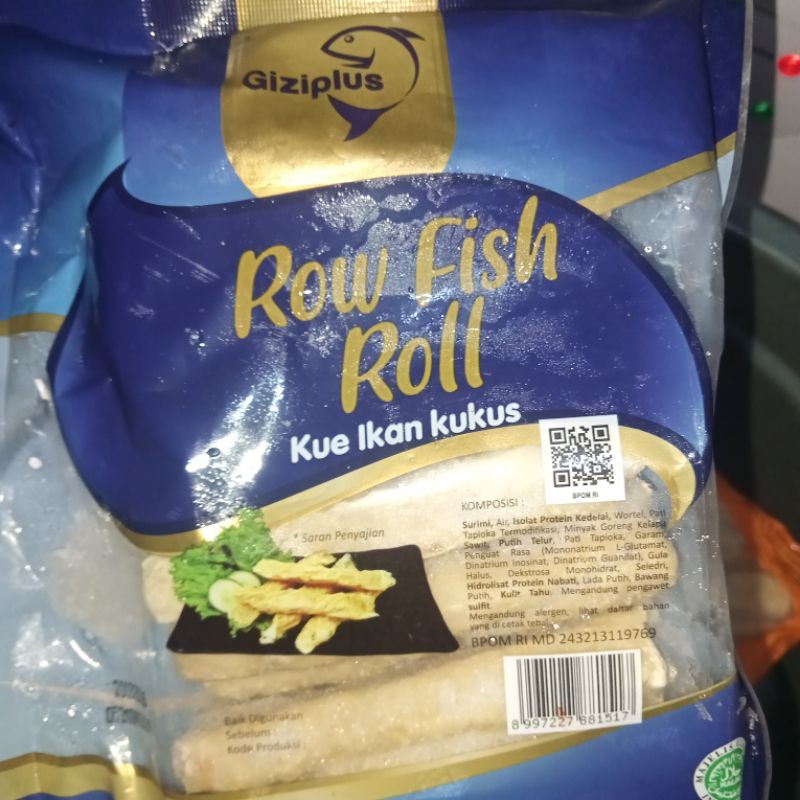 Giziplus
Row Fish
Roll
Kue Ikan kukus
BPOM RI
KOMPOSISI :
Surimi, Air, Isolat Protein Kedelai, Wortel, Pati
Tapioka Termodifikasi, Minyak Goreng Kelapa
Sawit, Putih Telur, Pati Tapioka, Garam,
Penguat Rasa (Mononatrium L-Glutamat,
Dinatrium Inosinat, Dinatrium Guanilat), Gula
Halus, Dekstrosa Monohidrat, Seledri,
Hidrolisat Protein Nabati, Lada Putih, Bawang
Putih, Kulit Tahu. Mengandung pengawet
sulfit.
Mengandung alergen, lihat daftar bahan
yang di cetak tebal.
BPOM RI MD 243213119769
* Saran Penyajian
Baik Digunakan
Sebelum :
Kode Produksi :
8 997227 881517
MAJELIS
HALAL